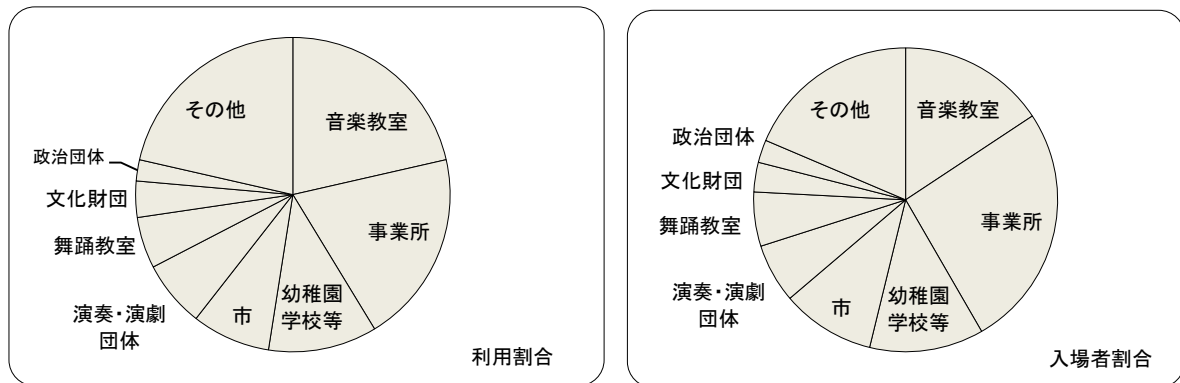 その他
音楽教室
政治団体
文化財団
事業所
舞踊教室
演奏・演劇
団体
市
幼稚園
学校等
利用割合
その他
音楽教室
政治団体
文化財団
舞踊教室
事業所
演奏・演劇
団体
市
幼稚園
学校等
入場者割合